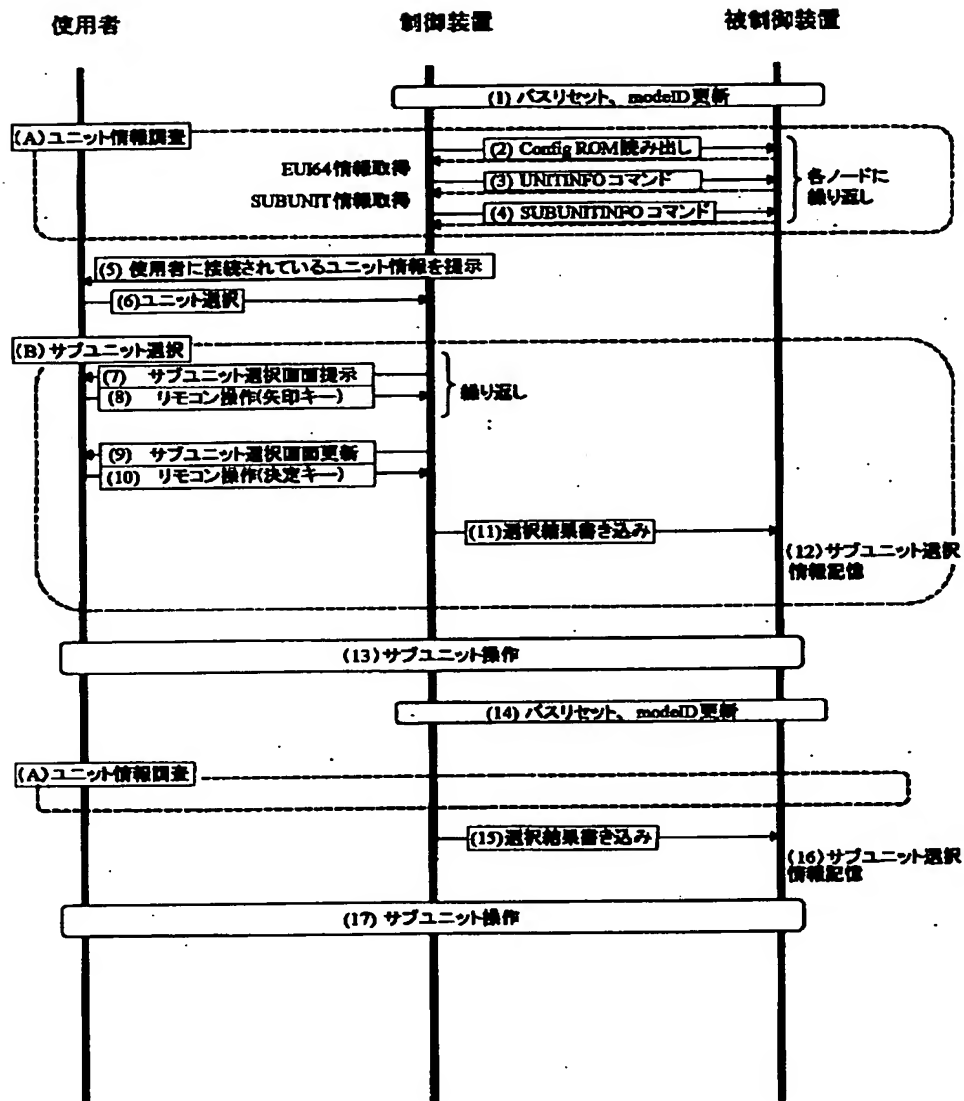 使用者
制御装置
被制御装置
(1) バスリセット、modeID更新
(A)ユニット情報調査
(2) Config ROM読み出し
EUI64情報取得
(3) UNITINFOコマンド
SUBUNIT情報取得
(4) SUBUNITINFOコマンド
各ノードに
繰り返し
(5) 使用者に接続されているユニット情報を提示
(6)ユニット選択
(B)サブユニット選択
(7) サブユニット選択画面提示
(8) リモコン操作(矢印キー)
繰り返し
(9) サブユニット選択画面更新
(10) リモコン操作(決定キー)
(11)選択結果書き込み
(12)サブユニット選択
情報記憶
(13)サブユニット操作
(14) バスリセット、modeID更新
(A)ユニット情報調査
(15)選択結果書き込み
(16)サブユニット選択
情報記憶
(17) サブユニット操作